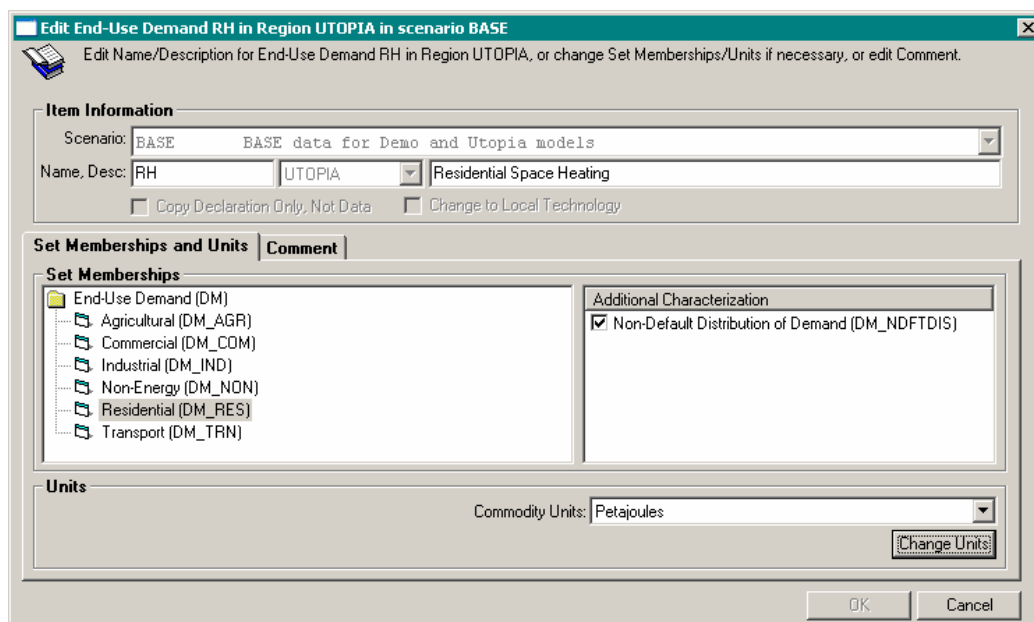 Edit End-Use Demand RH in Region UTOPIA in scenario BASE
Edit Name/Description for End-Use Demand RH in Region UTOPIA, or change Set Memberships/Units if necessary, or edit Comment.
Item Information
Scenario: BASE BASE data for Demo and Utopia models
Name, Desc: RH UTOPIA Residential Space Heating
Copy Declaration Only, Not Data Change to Local Technology
Set Memberships and Units Comment
Set Memberships
End-Use Demand (DM)
Agricultural (DM_AGR)
Commercial (DM_COM)
Industrial (DM_IND)
Non-Energy (DM_NON)
Residential (DM_RES)
Transport (DM_TRN)
Additional Characterization
Non-Default Distribution of Demand (DM_NDFTDIS)
Units
Commodity Units: Petajoules
Change Units
OK Cancel